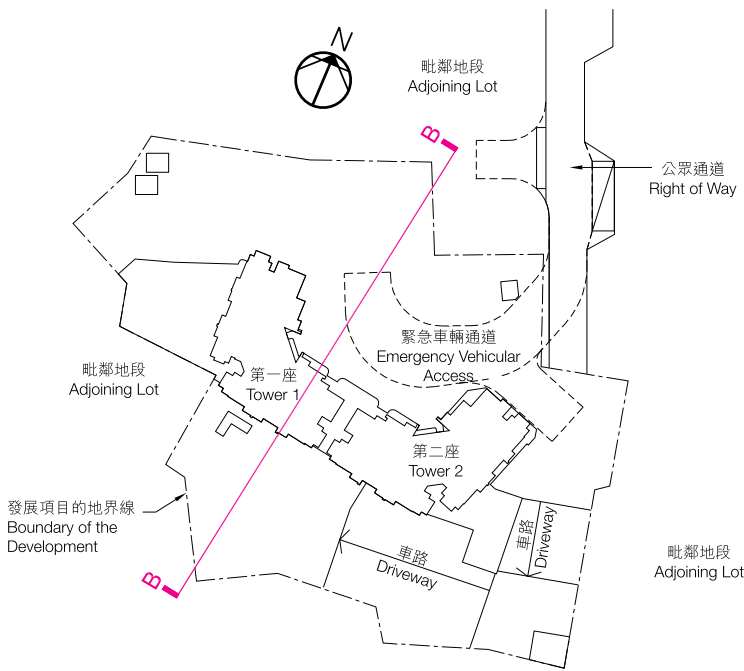 N
毗鄰地段
Adjoining Lot
B
公眾通道
Right of Way
緊急車輛通道
Emergency Vehicular
Access
毗鄰地段
Adjoining Lot
第一座
Tower 1
第二座
Tower 2
發展項目的地界線
Boundary of the
Development
車路
Driveway
車路
Driveway
毗鄰地段
Adjoining Lot
B